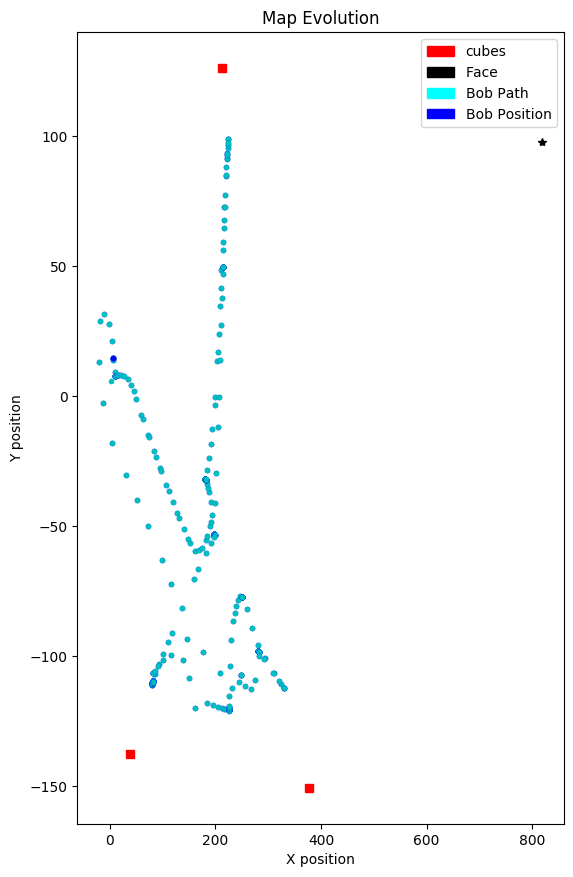 Map Evolution
cubes
Face
Bob Path
Bob Position
100
50
0
−50
−100
−150
Y position
0
200
400
600
800
X position